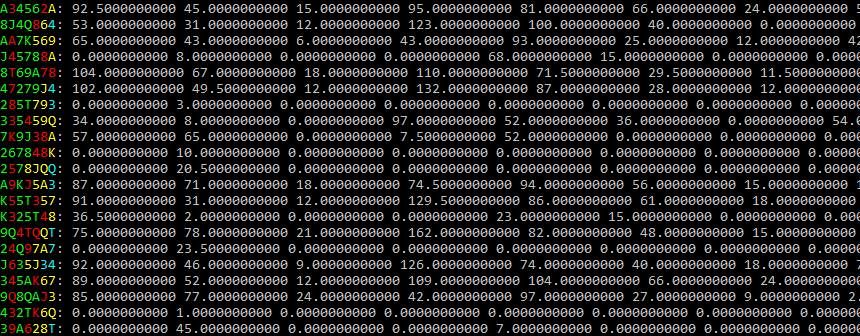 A34562A: 92.5000000000 45.0000000000 15.0000000000 95.0000000000 81.0000000000 66.0000000000 24.0000000000 5
8J4Q864: 53.0000000000 31.0000000000 12.0000000000 123.0000000000 100.0000000000 40.0000000000 0.0000000000
A47K569: 65.0000000000 43.0000000000 6.0000000000 43.0000000000 93.0000000000 25.0000000000 12.0000000000 42
J45788A: 0.0000000000 8.0000000000 0.0000000000 0.0000000000 68.0000000000 15.0000000000 0.0000000000 0.000
8T69A78: 104.0000000000 67.0000000000 18.0000000000 110.0000000000 71.5000000000 29.5000000000 11.5000000000
47279J4: 102.0000000000 49.5000000000 12.0000000000 132.0000000000 87.0000000000 28.0000000000 12.0000000000
285T793: 0.0000000000 3.0000000000 0.0000000000 0.0000000000 0.0000000000 0.0000000000 0.0000000000 0.00000
335459Q: 34.0000000000 8.0000000000 0.0000000000 97.0000000000 52.0000000000 36.0000000000 0.0000000000 54.0
7K9J38A: 57.0000000000 65.0000000000 0.0000000000 7.5000000000 52.0000000000 0.0000000000 0.0000000000 0.00
267848K: 0.0000000000 10.0000000000 0.0000000000 0.0000000000 0.0000000000 0.0000000000 0.0000000000 0.0000
2578JQQ: 0.0000000000 20.5000000000 0.0000000000 0.0000000000 0.0000000000 0.0000000000 0.0000000000 0.0000
A9KJ5A3: 87.0000000000 71.0000000000 18.0000000000 74.5000000000 94.0000000000 56.0000000000 15.0000000000
K55T357: 91.0000000000 31.0000000000 12.0000000000 129.5000000000 86.0000000000 61.0000000000 18.0000000000
K325T48: 36.5000000000 2.0000000000 0.0000000000 0.0000000000 23.0000000000 15.0000000000 0.0000000000 0.00
9Q4TQQT: 75.0000000000 78.0000000000 21.0000000000 162.0000000000 82.0000000000 48.0000000000 15.0000000000
24Q97A7: 0.0000000000 23.5000000000 0.0000000000 0.0000000000 0.0000000000 0.0000000000 0.0000000000 0.0000
J635J34: 92.0000000000 46.0000000000 9.0000000000 126.0000000000 74.0000000000 40.0000000000 18.0000000000 7
345AK67: 89.0000000000 52.0000000000 12.0000000000 109.0000000000 104.0000000000 66.0000000000 24.0000000000
9Q8QAJ3: 85.0000000000 77.0000000000 24.0000000000 42.0000000000 97.0000000000 27.0000000000 9.0000000000 21
432TK6Q: 0.0000000000 1.0000000000 0.0000000000 0.0000000000 0.0000000000 0.0000000000 0.0000000000 0.00000
39A628T: 0.0000000000 45.0000000000 0.0000000000 0.0000000000 7.0000000000 0.0000000000 0.0000000000 0.0000